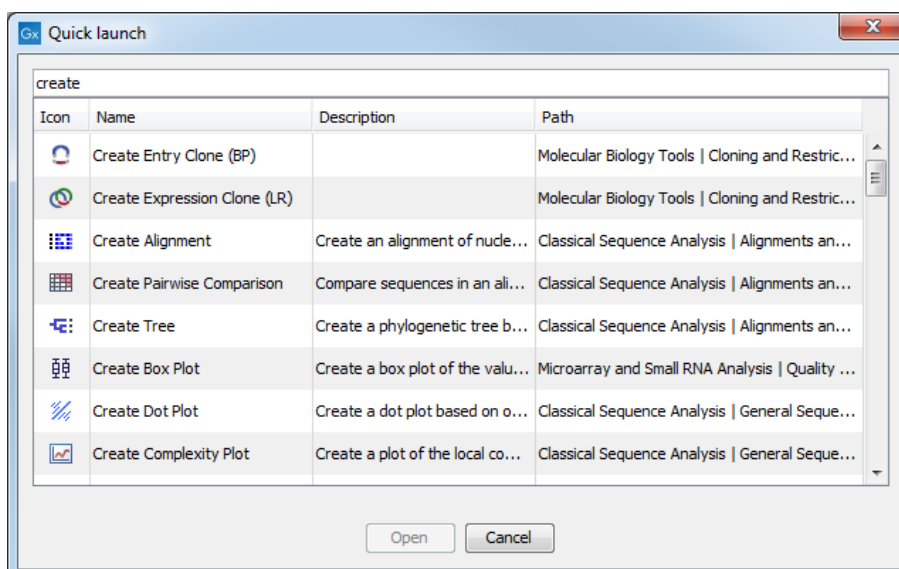 Gx Quick launch
create
Icon Name Description Path
Create Entry Clone (BP) Molecular Biology Tools | Cloning and Restric...
Create Expression Clone (LR) Molecular Biology Tools | Cloning and Restric...
Create Alignment Create an alignment of nucle... Classical Sequence Analysis | Alignments an...
Create Pairwise Comparison Compare sequences in an ali... Classical Sequence Analysis | Alignments an...
Create Tree Create a phylogenetic tree b... Classical Sequence Analysis | Alignments an...
Create Box Plot Create a box plot of the valu... Microarray and Small RNA Analysis | Quality ...
Create Dot Plot Create a dot plot based on o... Classical Sequence Analysis | General Seque...
Create Complexity Plot Create a plot of the local co... Classical Sequence Analysis | General Seque...
Open Cancel